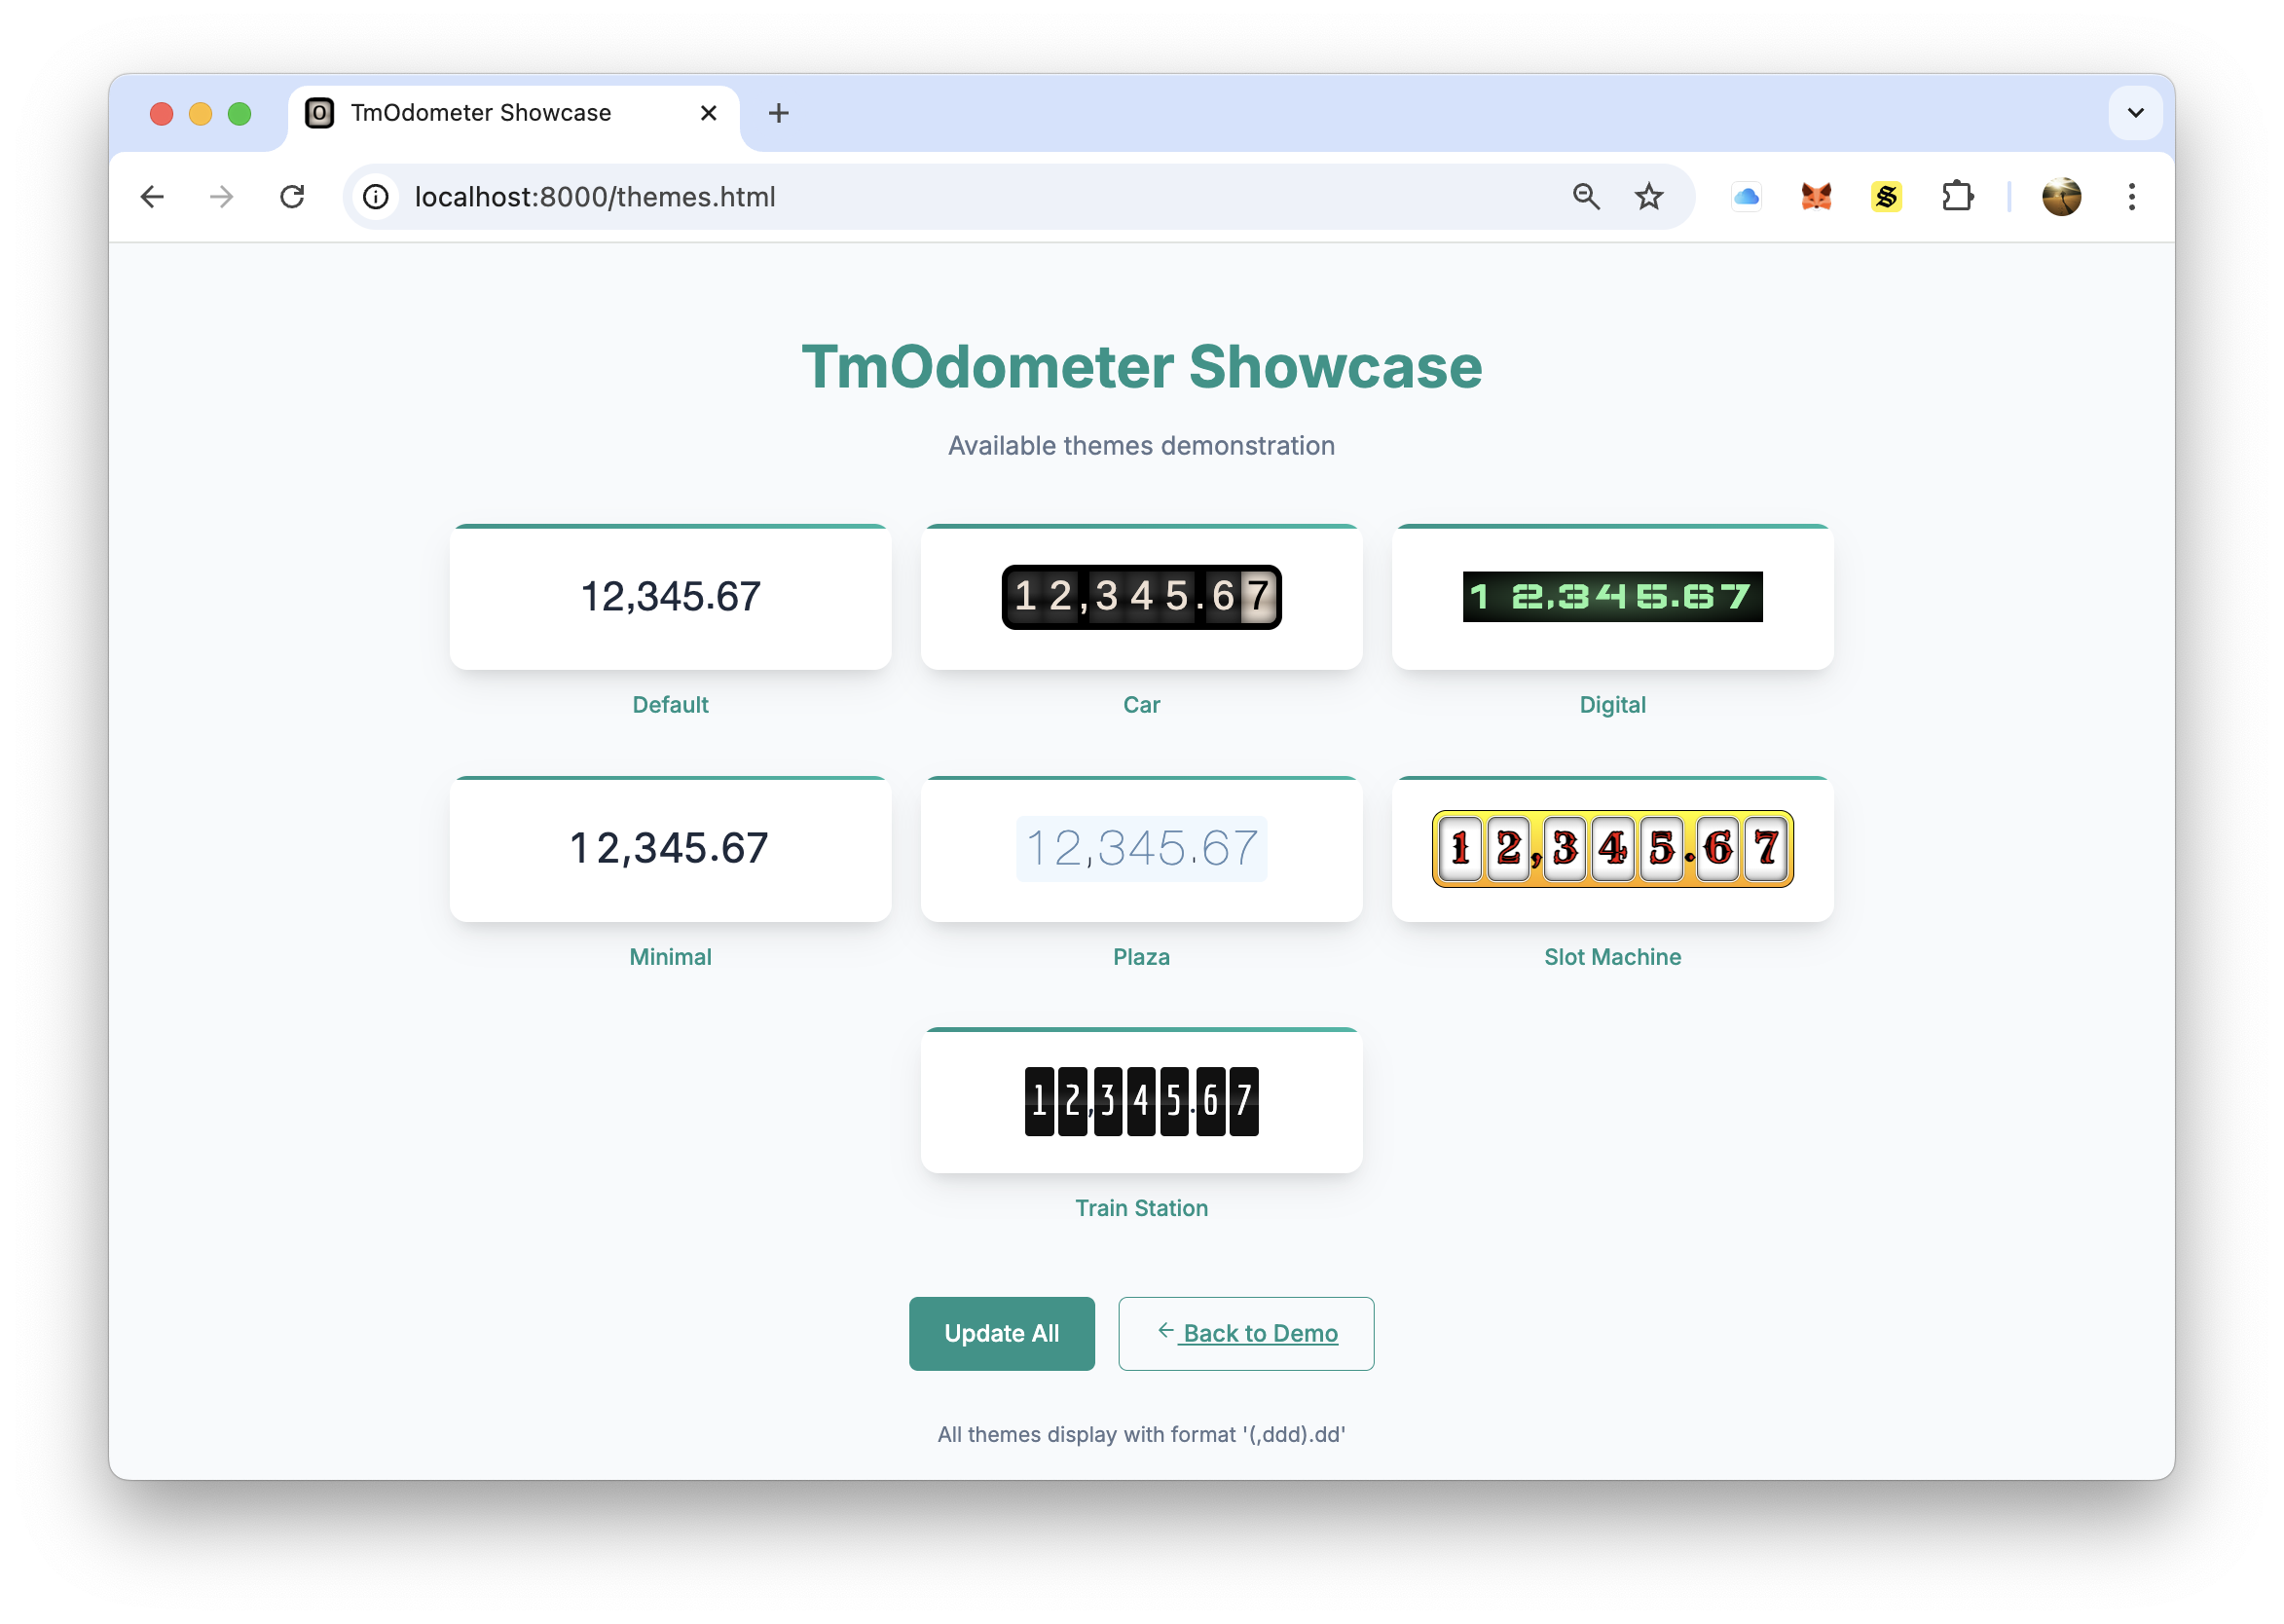 TmOdometer Showcase
localhost:8000/themes.html
TmOdometer Showcase
Available themes demonstration
12,345.67
12,345.67
12,345.67
Default
Car
Digital
12,345.67
12,345.67
12,345.67
Minimal
Plaza
Slot Machine
12,345.67
Train Station
Update All
← Back to Demo
All themes display with format '(,ddd).dd'